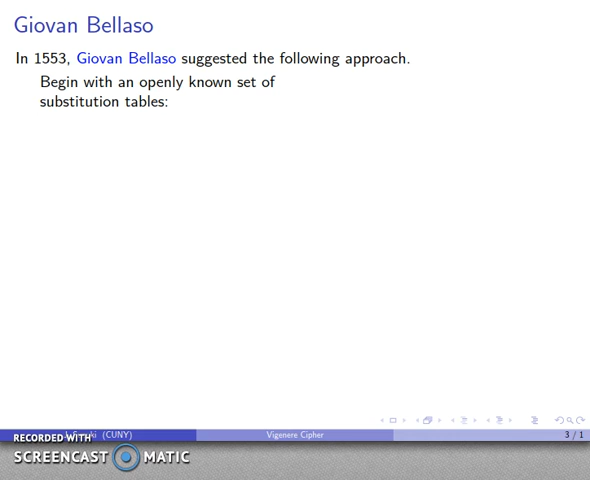 Giovan Bellaso
In 1553, Giovan Bellaso suggested the following approach.
Begin with an openly known set of
substitution tables:
(CUNY)
Vigenere Cipher
3 / 1
RECORDED WITH
SCREENCAST MATIC